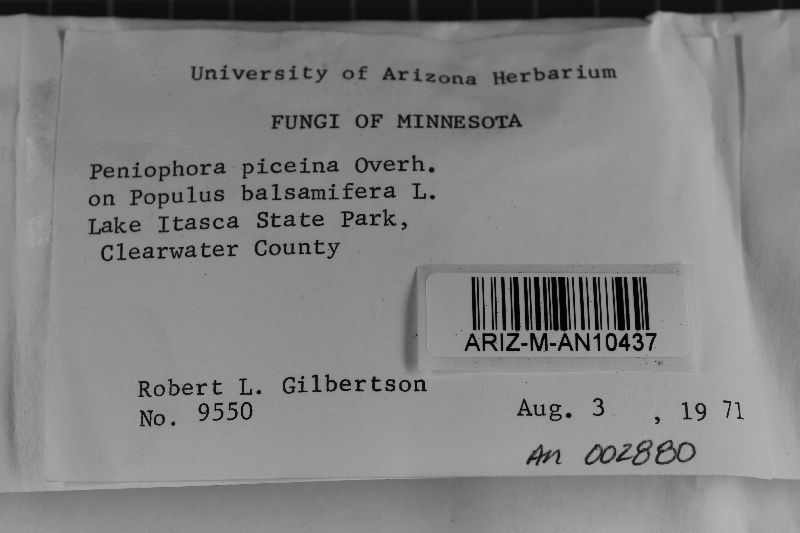 University of Arizona Herbarium
FUNGI OF MINNESOTA
Peniophora piceina Overh.
on Populus balsamifera L.
Lake Itasca State Park,
Clearwater County
ARIZ-M-AN10437
Robert L. Gilbertson
No. 9550
Aug. 3 , 19 71
AN 002880